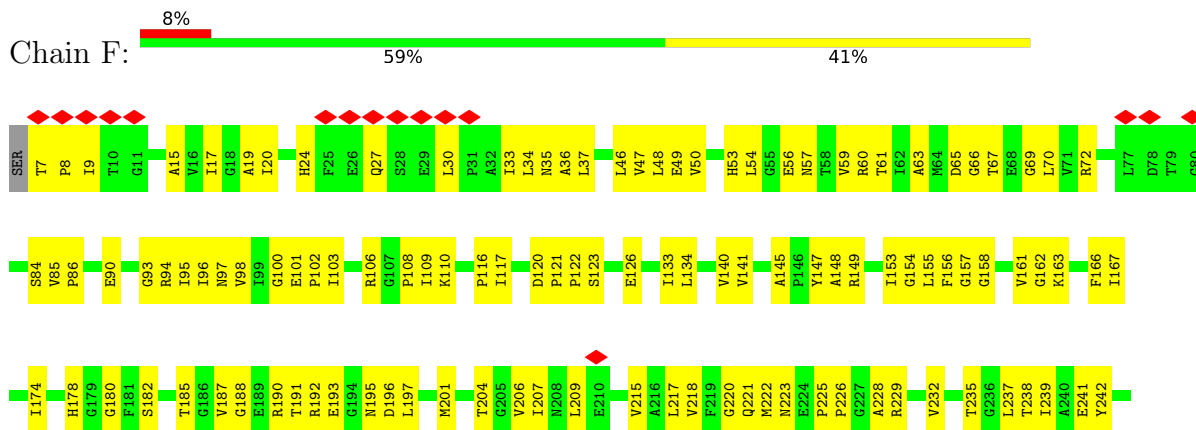 8%
Chain F:
59% 41%
SER T7 P8 I9 T10 G11 A15 V16 I17 G18 A19 I20 H24 F25 E26 Q27 S28 E29 L30 P31 A32 I33 L34 N35 A36 L37 L46 V47 L48 E49 V50 H53 L54 G55 E56 N57 T58 V59 R60 T61 I62 A63 M64 D65 G66 T67 E68 G69 L70 V71 R72 L77 D78 T79 G80
S84 V85 P86 E90 G93 R94 I95 I96 N97 V98 I99 G100 E101 P102 I103 R106 G107 P108 I109 K110 P116 I117 D120 P121 P122 S123 E126 I133 L134 V140 V141 A145 P146 Y147 A148 R149 I153 G154 L155 F156 G157 G158 V161 G162 K163 F166 I167
I174 H178 G179 G180 F181 S182 T185 G186 V187 G188 E189 R190 T191 R192 E193 G194 N195 D196 L197 M201 T204 G205 V206 I207 N208 L209 E210 V215 A216 L217 V218 F219 G220 Q221 M222 N223 E224 P225 P226 G227 A228 R229 V232 T235 G236 L237 T238 I239 A240 E241 Y242